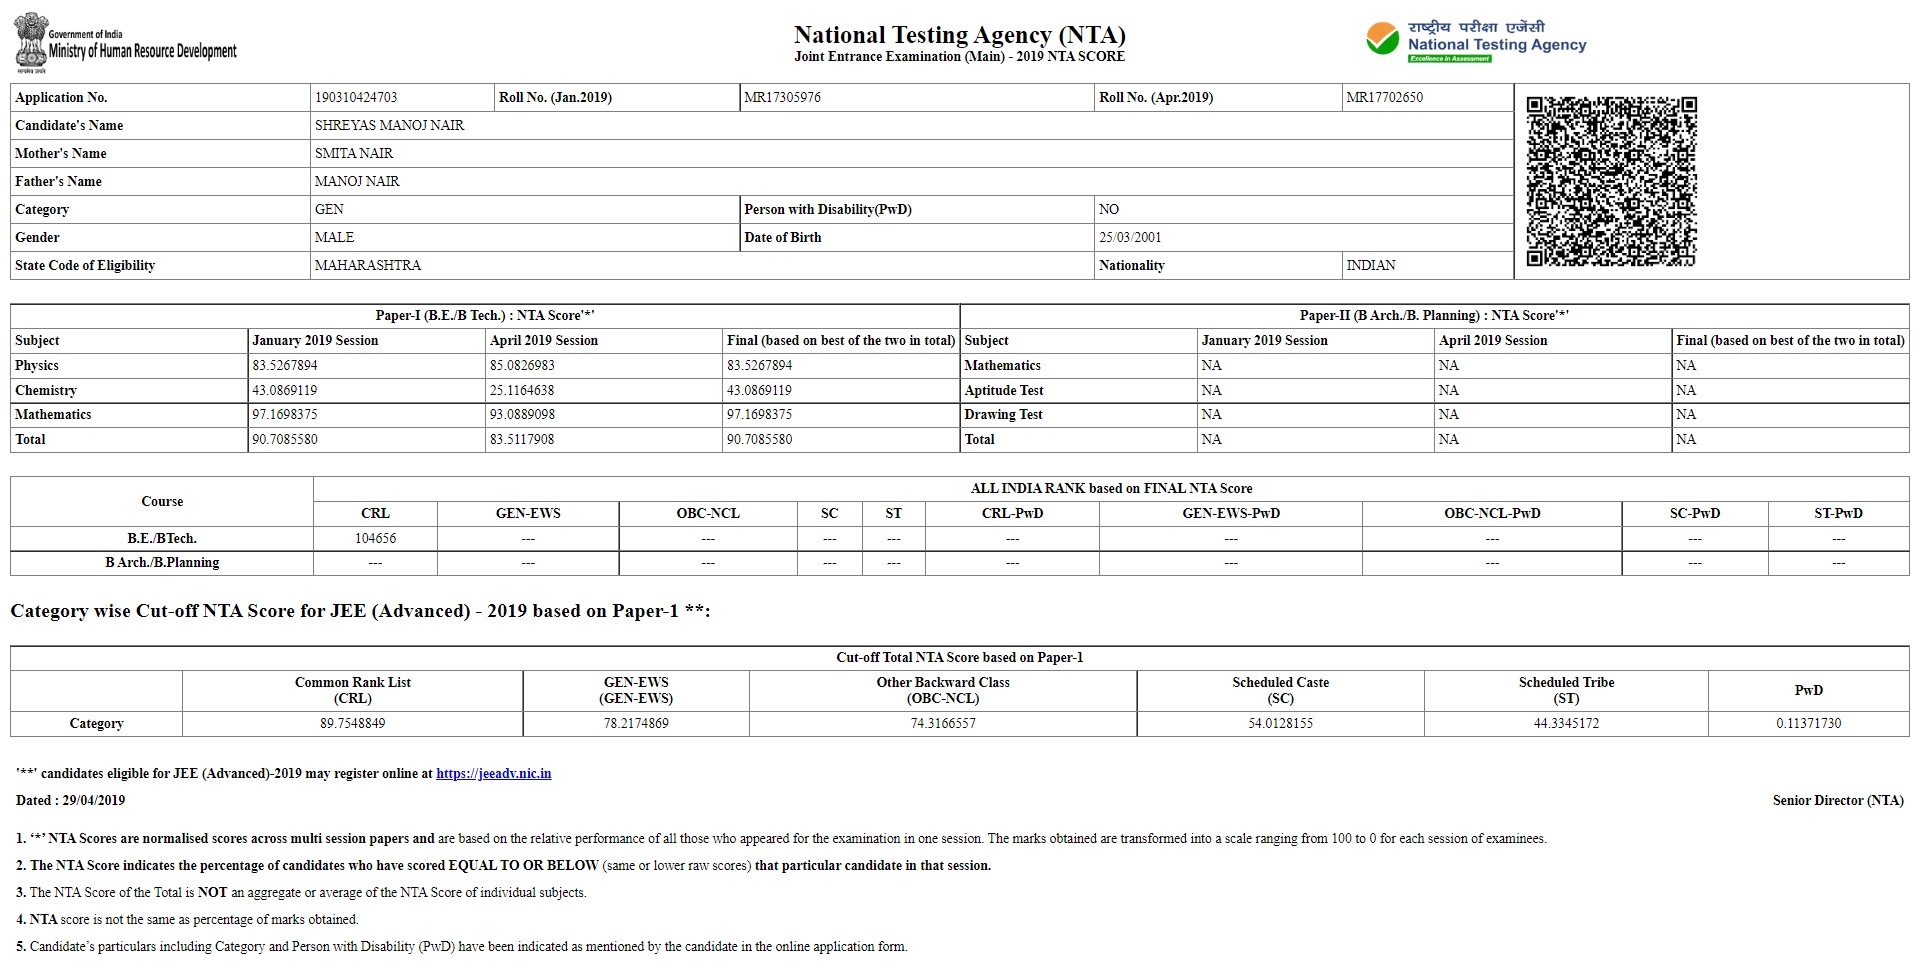 Government of India
Ministry of Human Resource Development
सत्यमेव जयते
National Testing Agency (NTA)
Joint Entrance Examination (Main) - 2019 NTA SCORE
राष्ट्रीय परीक्षा एजेंसी
National Testing Agency
Excellence in Assessment
Application No. 190310424703 Roll No. (Jan.2019) MR17305976 Roll No. (Apr.2019) MR17702650
Candidate's Name SHREYAS MANOJ NAIR
Mother's Name SMITA NAIR
Father's Name MANOJ NAIR
Category GEN Person with Disability(PwD) NO
Gender MALE Date of Birth 25/03/2001
State Code of Eligibility MAHARASHTRA Nationality INDIAN
Paper-I (B.E./B Tech.) : NTA Score'*' Paper-II (B Arch./B. Planning) : NTA Score'*'
Subject January 2019 Session April 2019 Session Final (based on best of the two in total) Subject January 2019 Session April 2019 Session Final (based on best of the two in total)
Physics 83.5267894 85.0826983 83.5267894 Mathematics NA NA NA
Chemistry 43.0869119 25.1164638 43.0869119 Aptitude Test NA NA NA
Mathematics 97.1698375 93.0889098 97.1698375 Drawing Test NA NA NA
Total 90.7085580 83.5117908 90.7085580 Total NA NA NA
Course ALL INDIA RANK based on FINAL NTA Score
CRL GEN-EWS OBC-NCL SC ST CRL-PwD GEN-EWS-PwD OBC-NCL-PwD SC-PwD ST-PwD
B.E./BTech. 104656 --- --- --- --- --- --- --- --- ---
B Arch./B.Planning --- --- --- --- --- --- --- --- --- ---
Category wise Cut-off NTA Score for JEE (Advanced) - 2019 based on Paper-1 **:
Cut-off Total NTA Score based on Paper-1
Common Rank List GEN-EWS Other Backward Class Scheduled Caste Scheduled Tribe PwD
(CRL) (GEN-EWS) (OBC-NCL) (SC) (ST)
Category 89.7548849 78.2174869 74.3166557 54.0128155 44.3345172 0.11371730
'**' candidates eligible for JEE (Advanced)-2019 may register online at https://jeeadv.nic.in
Dated : 29/04/2019 Senior Director (NTA)
1. ‘*’ NTA Scores are normalised scores across multi session papers and are based on the relative performance of all those who appeared for the examination in one session. The marks obtained are transformed into a scale ranging from 100 to 0 for each session of examinees.
2. The NTA Score indicates the percentage of candidates who have scored EQUAL TO OR BELOW (same or lower raw scores) that particular candidate in that session.
3. The NTA Score of the Total is NOT an aggregate or average of the NTA Score of individual subjects.
4. NTA score is not the same as percentage of marks obtained.
5. Candidate’s particulars including Category and Person with Disability (PwD) have been indicated as mentioned by the candidate in the online application form.